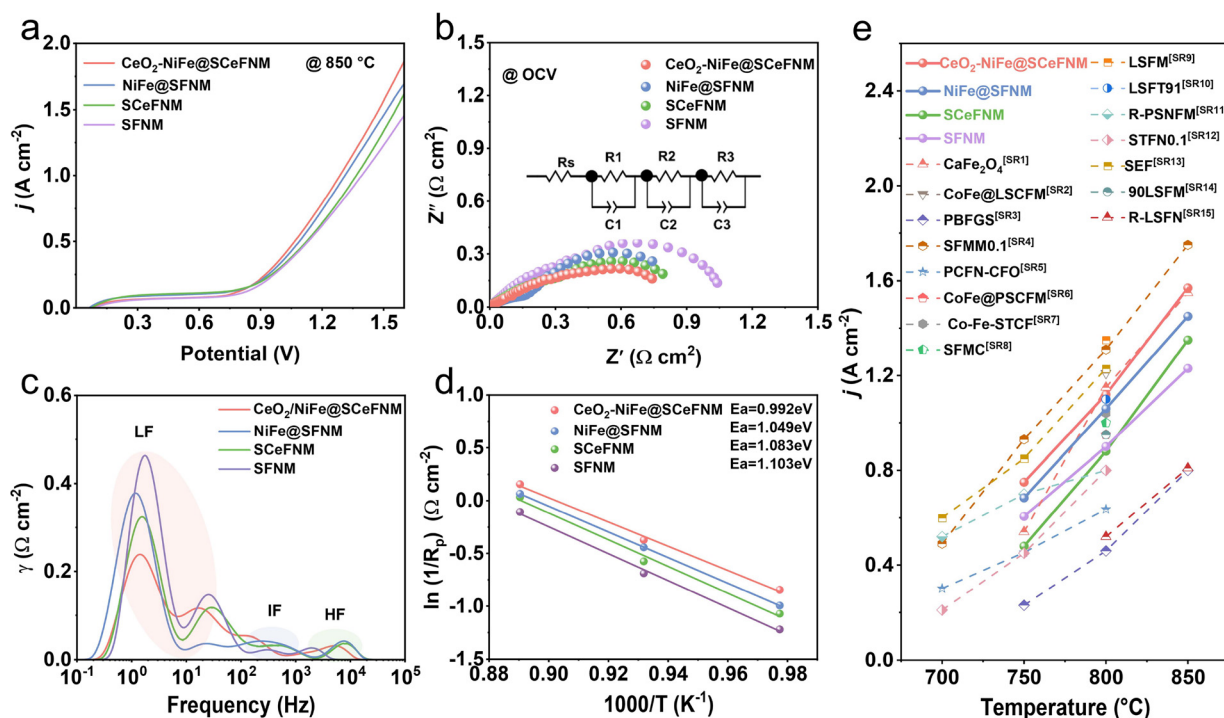 a
2.0
1.5
1.0
0.5
0.0
j (A cm⁻²)
CeO₂-NiFe@SCeFNM
NiFe@SFNM
SCeFNM
SFNM
@ 850 °C
0.3 0.6 0.9 1.2 1.5
Potential (V)
b
1.5
1.2
0.9
0.6
0.3
0.0
Z″ (Ω cm²)
@ OCV
CeO₂-NiFe@SCeFNM
NiFe@SFNM
SCeFNM
SFNM
Rs R1 R2 R3
C1 C2 C3
0.0 0.3 0.6 0.9 1.2 1.5
Z′ (Ω cm²)
c
0.6
0.4
0.2
0.0
γ (Ω cm²)
CeO₂/NiFe@SCeFNM
NiFe@SFNM
SCeFNM
SFNM
LF
IF
HF
10⁻¹ 10⁰ 10¹ 10² 10³ 10⁴ 10⁵
Frequency (Hz)
d
1.0
0.5
0.0
-0.5
-1.0
-1.5
ln (1/Rₚ) (Ω cm⁻²)
CeO₂-NiFe@SCeFNM Ea=0.992eV
NiFe@SFNM Ea=1.049eV
SCeFNM Ea=1.083eV
SFNM Ea=1.103eV
0.88 0.90 0.92 0.94 0.96 0.98
1000/T (K⁻¹)
e
2.4
2.0
1.6
1.2
0.8
0.4
0.0
j (A cm⁻²)
CeO₂-NiFe@SCeFNM
NiFe@SFNM
SCeFNM
SFNM
CaFe₂O₄[SR1]
CoFe@LSCFM[SR2]
PBFGS[SR3]
SFMM0.1[SR4]
PCFN-CFO[SR5]
CoFe@PSCFM[SR6]
Co-Fe-STCF[SR7]
SFMC[SR8]
LSFM[SR9]
LSFT91[SR10]
R-PSNFM[SR11]
STFN0.1[SR12]
SEF[SR13]
90LSFM[SR14]
R-LSFN[SR15]
700 750 800 850
Temperature (°C)